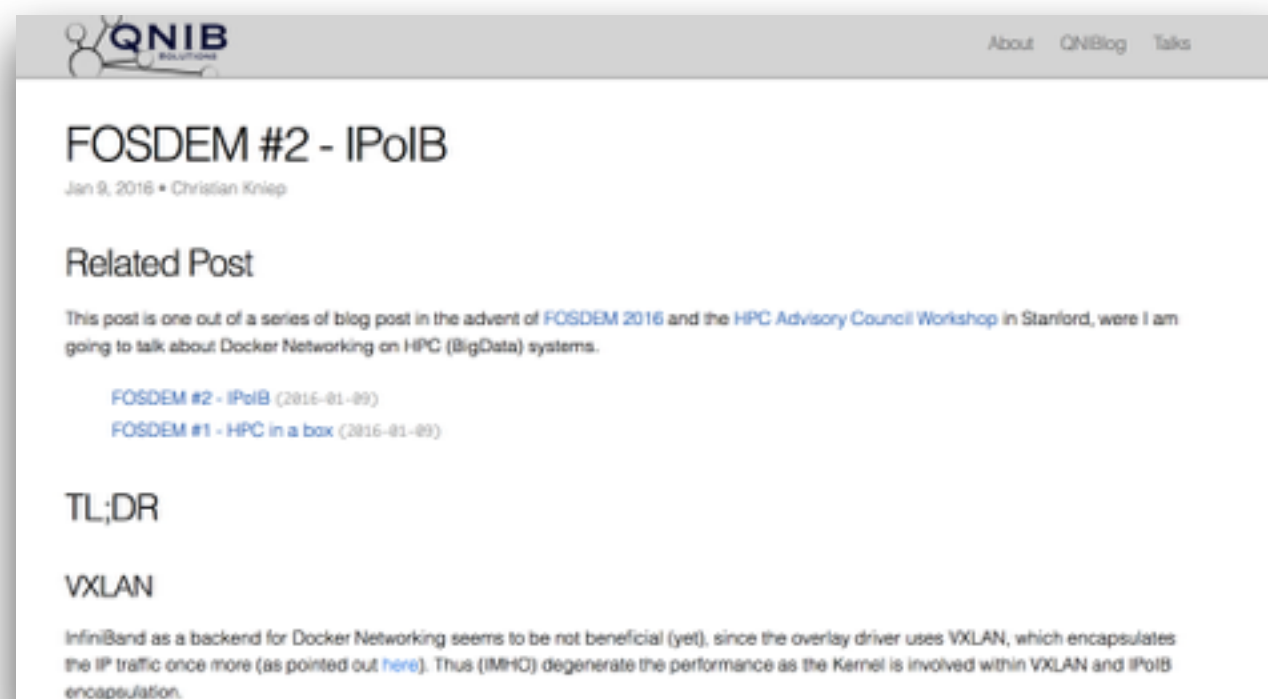 QNIB
SOLUTIONS
About QNIBlog Talks
FOSDEM #2 - IPoIB
Jan 9, 2016 • Christian Kniep
Related Post
This post is one out of a series of blog post in the advent of FOSDEM 2016 and the HPC Advisory Council Workshop in Stanford, were I am
going to talk about Docker Networking on HPC (BigData) systems.
FOSDEM #2 - IPoIB (2016-01-09)
FOSDEM #1 - HPC in a box (2016-01-09)
TL;DR
VXLAN
InfiniBand as a backend for Docker Networking seems to be not beneficial (yet), since the overlay driver uses VXLAN, which encapsulates
the IP traffic once more (as pointed out here). Thus (IMHO) degenerate the performance as the Kernel is involved within VXLAN and IPoIB
encapsulation.